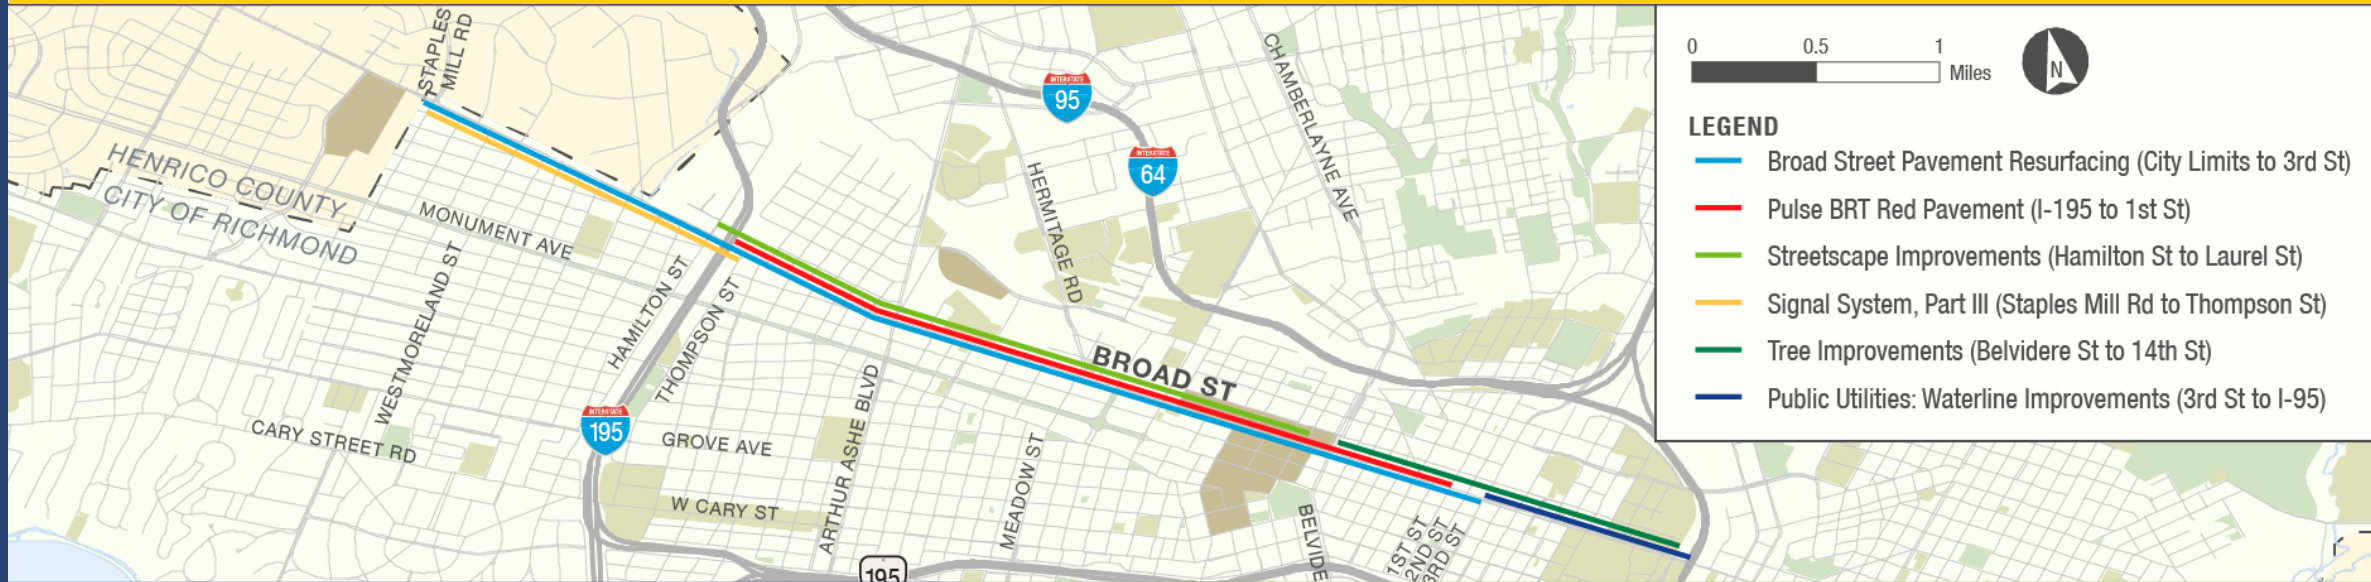 STAPLES
MILL RD
HENRICO COUNTY
CITY OF RICHMOND
MONUMENT AVE
WESTMORELAND ST
HAMILTON ST
THOMPSON ST
CARY STREET RD
INTERSTATE
195
GROVE AVE
W CARY ST
ARTHUR ASHE BLVD
MEADOW ST
195
INTERSTATE
95
INTERSTATE
64
HERMITAGE RD
CHAMBERLAYNE AVE
BROAD ST
BELVIDE
1ST ST
2ND ST
3RD ST
0 0.5 1
Miles
N
LEGEND
Broad Street Pavement Resurfacing (City Limits to 3rd St)
Pulse BRT Red Pavement (I-195 to 1st St)
Streetscape Improvements (Hamilton St to Laurel St)
Signal System, Part III (Staples Mill Rd to Thompson St)
Tree Improvements (Belvidere St to 14th St)
Public Utilities: Waterline Improvements (3rd St to I-95)